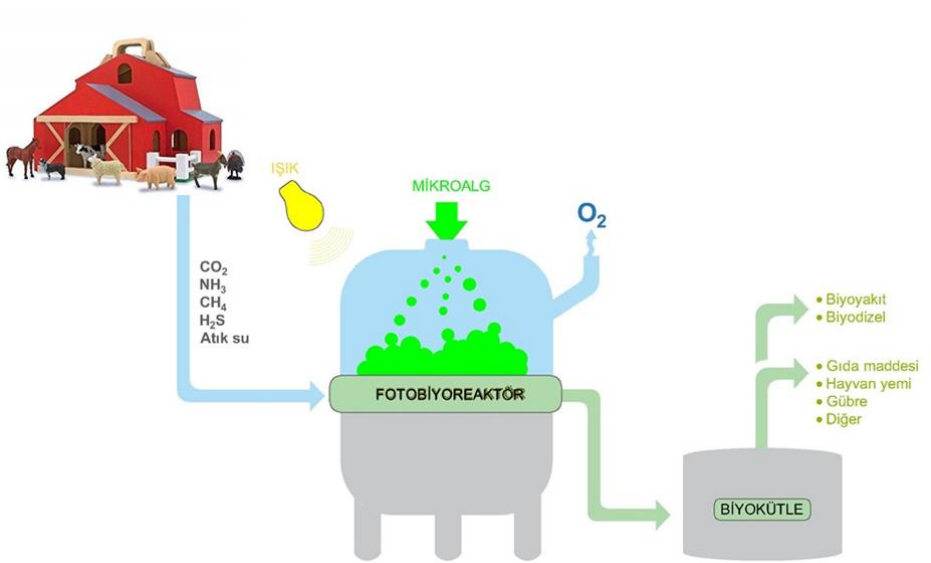 IŞIK
MİKROALG
O₂
CO₂
NH₃
CH₄
H₂S
Atık su
FOTOBİYOREAKTÖR
• Biyoyakıt
• Biyodizel
• Gıda maddesi
• Hayvan yemi
• Gübre
• Diğer
BİYOKÜTLE